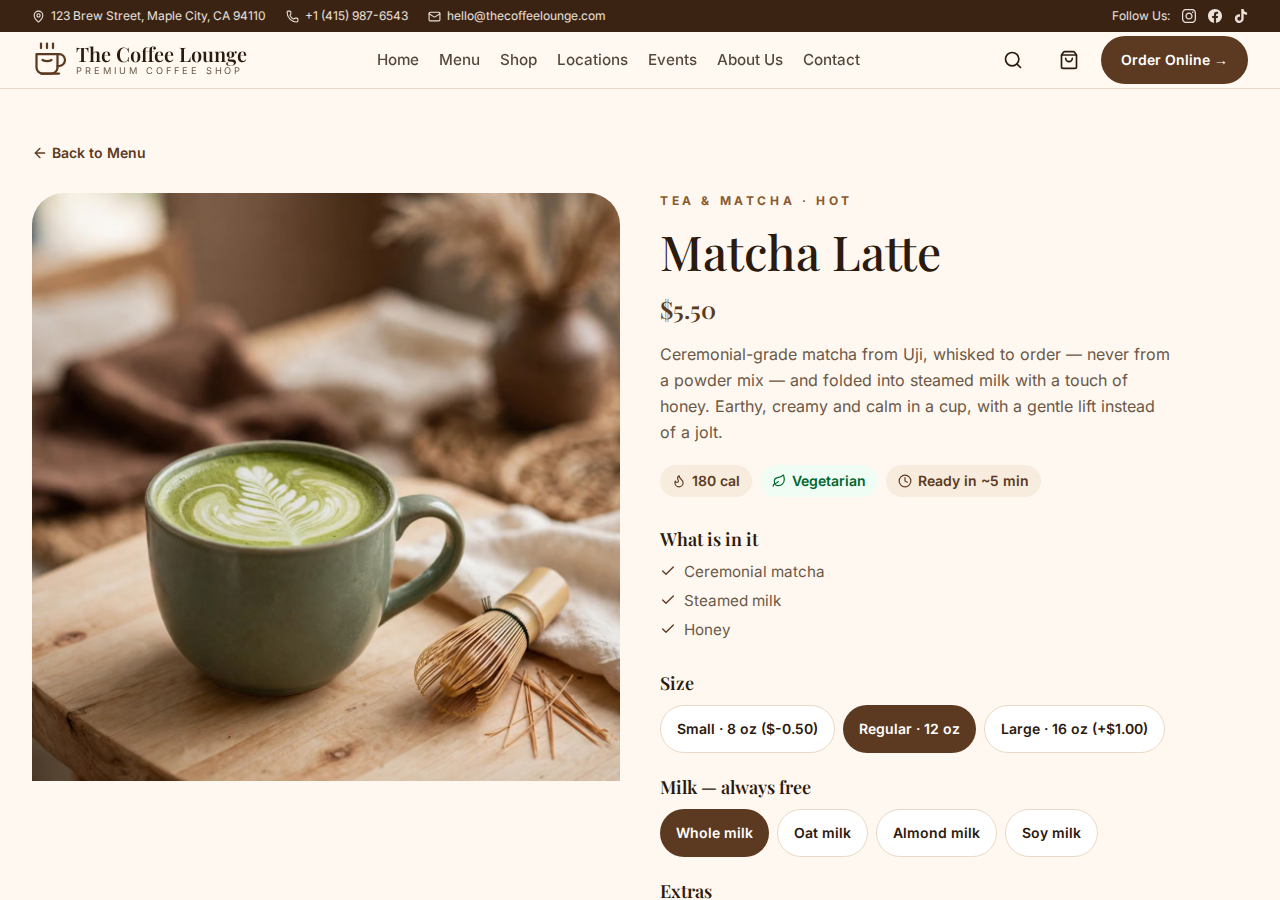 123 Brew Street, Maple City, CA 94110
+1 (415) 987-6543
hello@thecoffeelounge.com
Follow Us:
The Coffee Lounge
PREMIUM COFFEE SHOP
Home
Menu
Shop
Locations
Events
About Us
Contact
Order Online →
Back to Menu
TEA & MATCHA · HOT
Matcha Latte
$5.50
Ceremonial-grade matcha from Uji, whisked to order — never from
a powder mix — and folded into steamed milk with a touch of
honey. Earthy, creamy and calm in a cup, with a gentle lift instead
of a jolt.
180 cal
Vegetarian
Ready in ~5 min
What is in it
Ceremonial matcha
Steamed milk
Honey
Size
Small · 8 oz ($-0.50)
Regular · 12 oz
Large · 16 oz (+$1.00)
Milk — always free
Whole milk
Oat milk
Almond milk
Soy milk
Extras